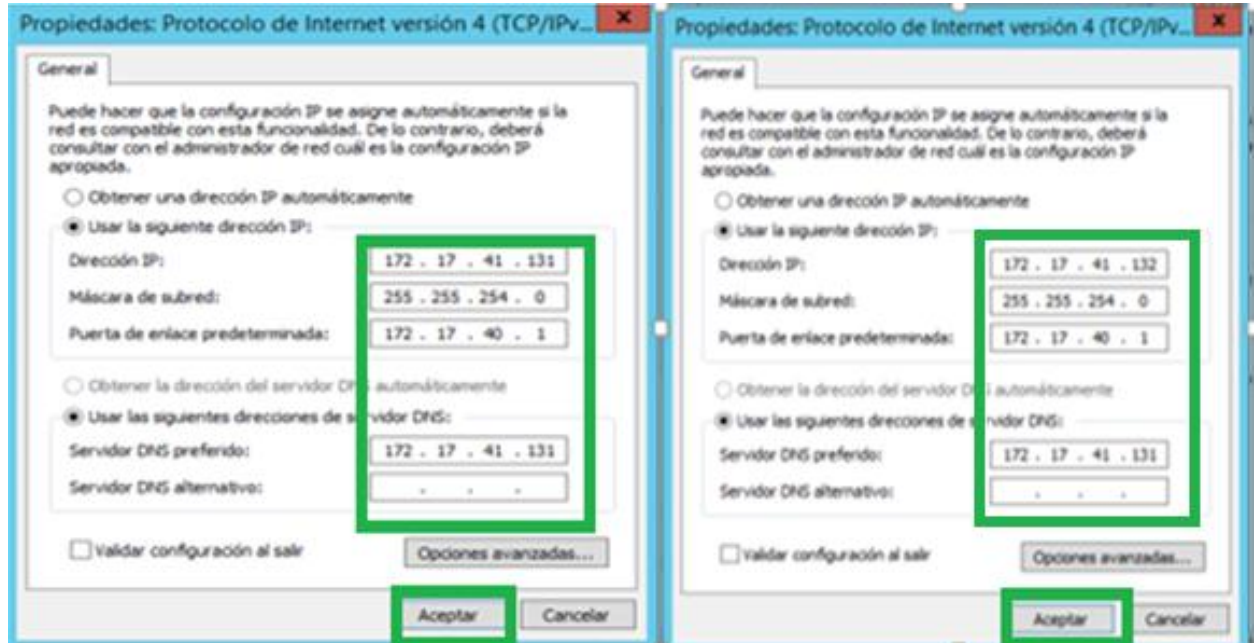 Propiedades: Protocolo de Internet versión 4 (TCP/IPv...
General
Puede hacer que la configuración IP se asigne automáticamente si la
red es compatible con esta funcionalidad. De lo contrario, deberá
consultar con el administrador de red cuál es la configuración IP
apropiada.
Obtener una dirección IP automáticamente
Usar la siguiente dirección IP:
Dirección IP: 172 . 17 . 41 . 131
Máscara de subred: 255 . 255 . 254 . 0
Puerta de enlace predeterminada: 172 . 17 . 40 . 1
Obtener la dirección del servidor DNS automáticamente
Usar las siguientes direcciones de servidor DNS:
Servidor DNS preferido: 172 . 17 . 41 . 131
Servidor DNS alternativo: . . .
Validar configuración al salir
Opciones avanzadas...
Aceptar Cancelar
Propiedades: Protocolo de Internet versión 4 (TCP/IPv...
General
Puede hacer que la configuración IP se asigne automáticamente si la
red es compatible con esta funcionalidad. De lo contrario, deberá
consultar con el administrador de red cuál es la configuración IP
apropiada.
Obtener una dirección IP automáticamente
Usar la siguiente dirección IP:
Dirección IP: 172 . 17 . 41 . 132
Máscara de subred: 255 . 255 . 254 . 0
Puerta de enlace predeterminada: 172 . 17 . 40 . 1
Obtener la dirección del servidor DNS automáticamente
Usar las siguientes direcciones de servidor DNS:
Servidor DNS preferido: 172 . 17 . 41 . 131
Servidor DNS alternativo: . . .
Validar configuración al salir
Opciones avanzadas...
Aceptar Cancelar